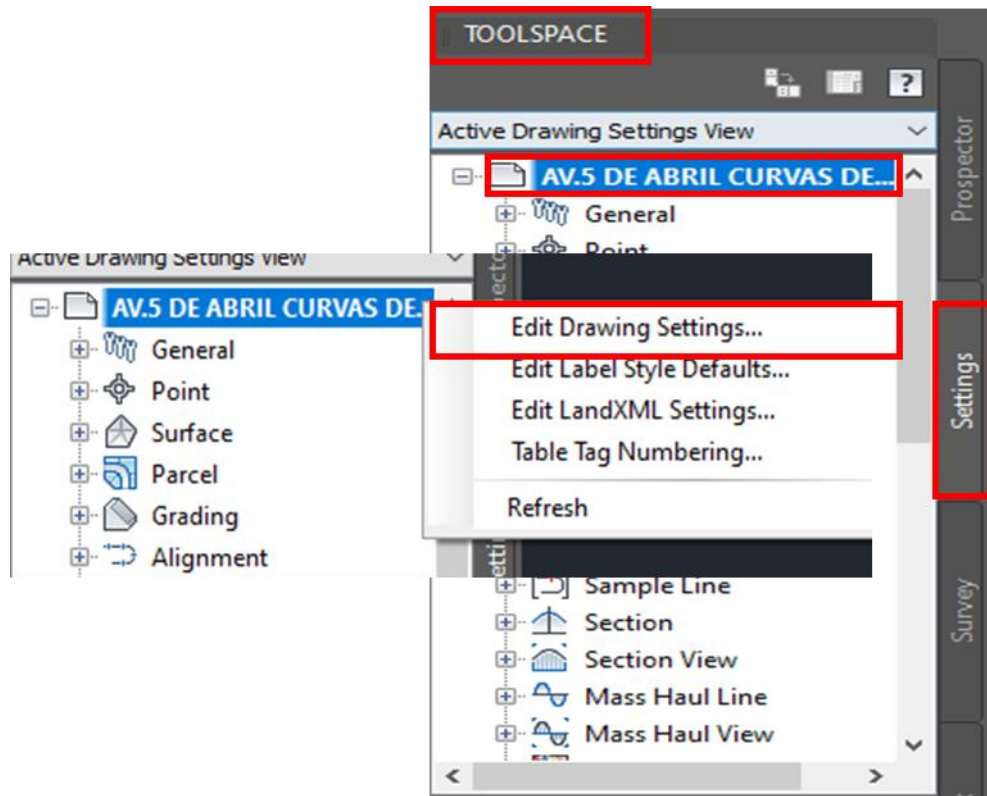 TOOLSPACE
?
Active Drawing Settings View
AV.5 DE ABRIL CURVAS DE...
General
Point
Prospector
Active Drawing Settings View
AV.5 DE ABRIL CURVAS DE.
General
Point
Surface
Parcel
Grading
Alignment
Edit Drawing Settings...
Edit Label Style Defaults...
Edit LandXML Settings...
Table Tag Numbering...
Refresh
Settings
Sample Line
Section
Section View
Mass Haul Line
Mass Haul View
Survey